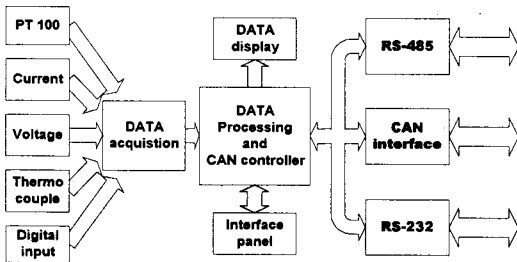 PT 100
Current
Voltage
Thermo
couple
Digital
input
DATA
acquistion
DATA
display
DATA
Processing
and
CAN controller
Interface
panel
RS-485
CAN
interface
RS-232